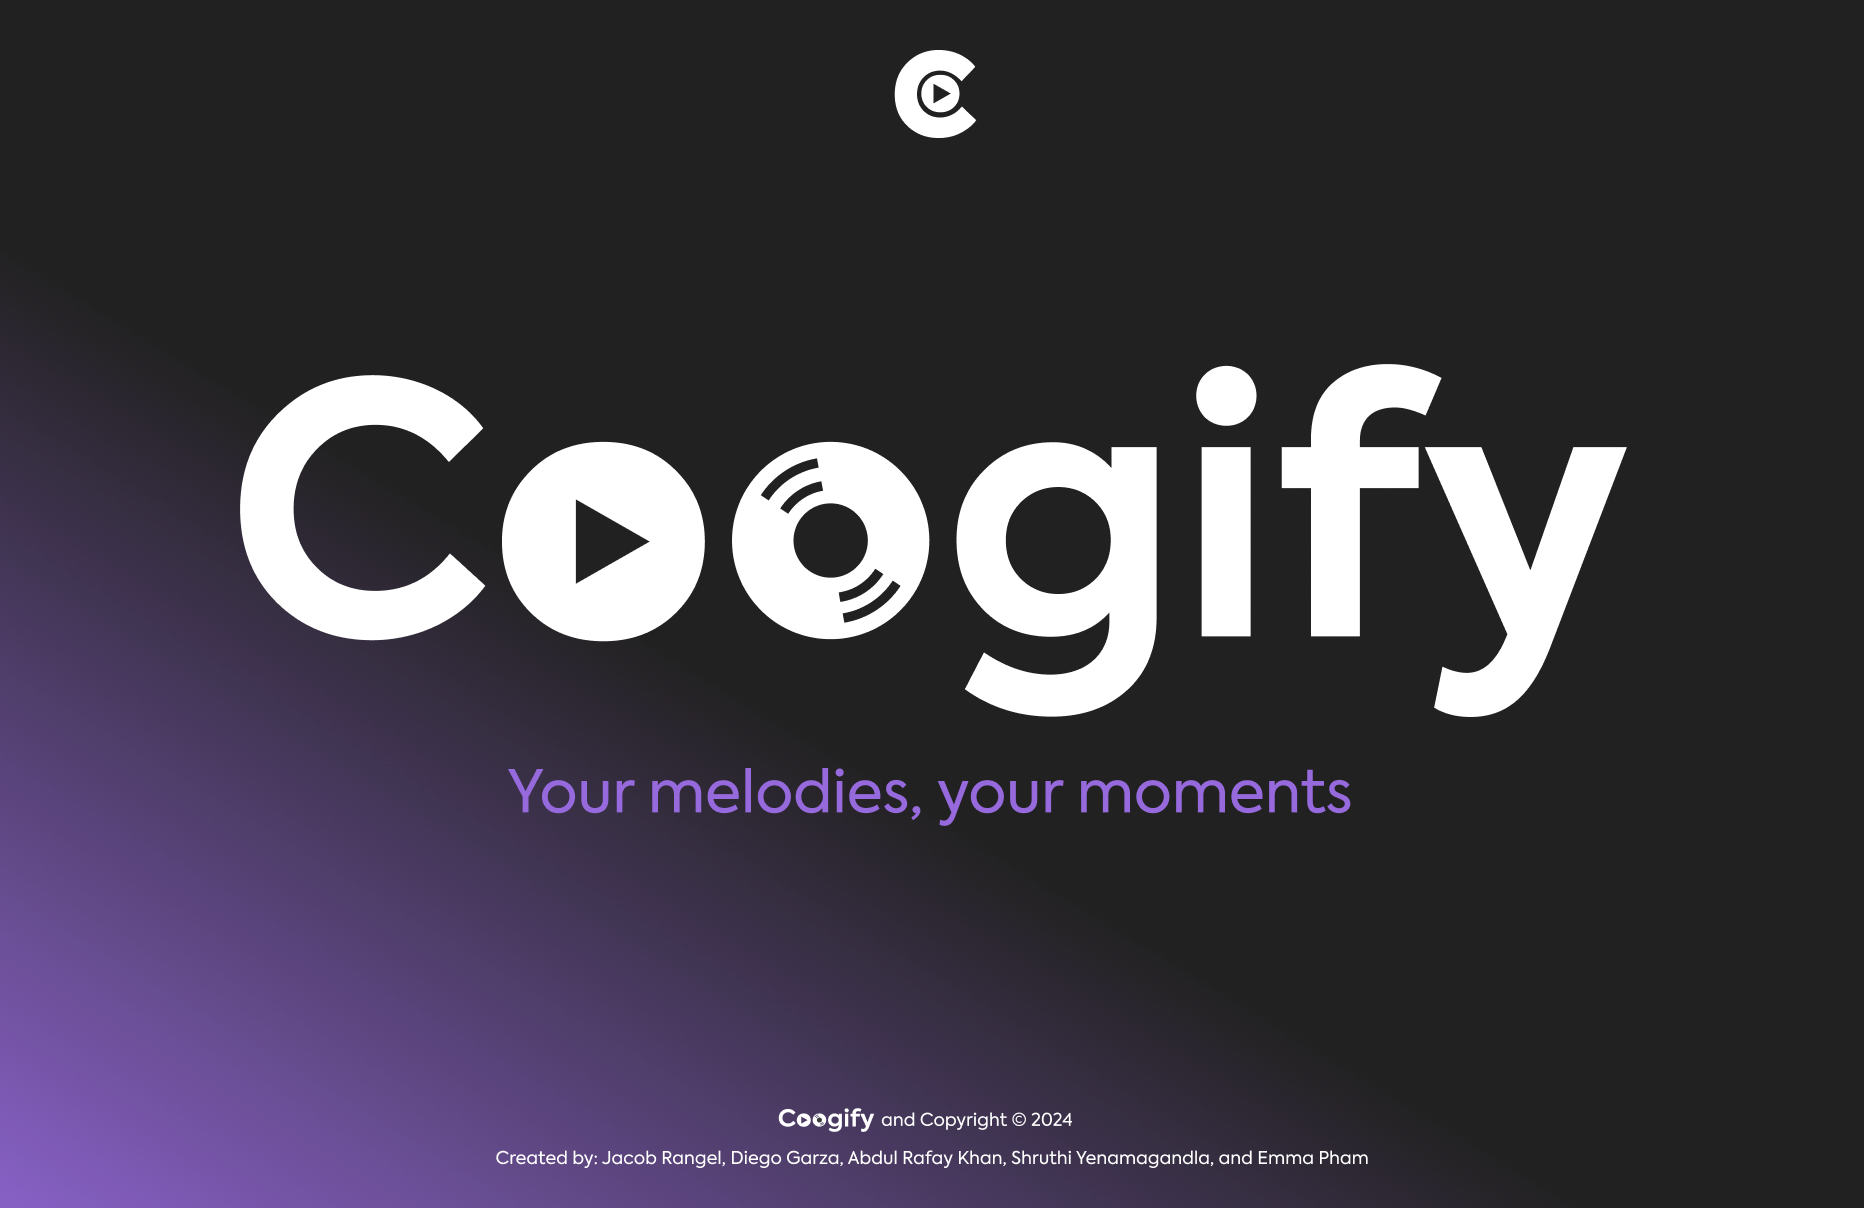 C
Coogify
Your melodies, your moments
Coogify and Copyright © 2024
Created by: Jacob Rangel, Diego Garza, Abdul Rafay Khan, Shruthi Yenamagandla, and Emma Pham